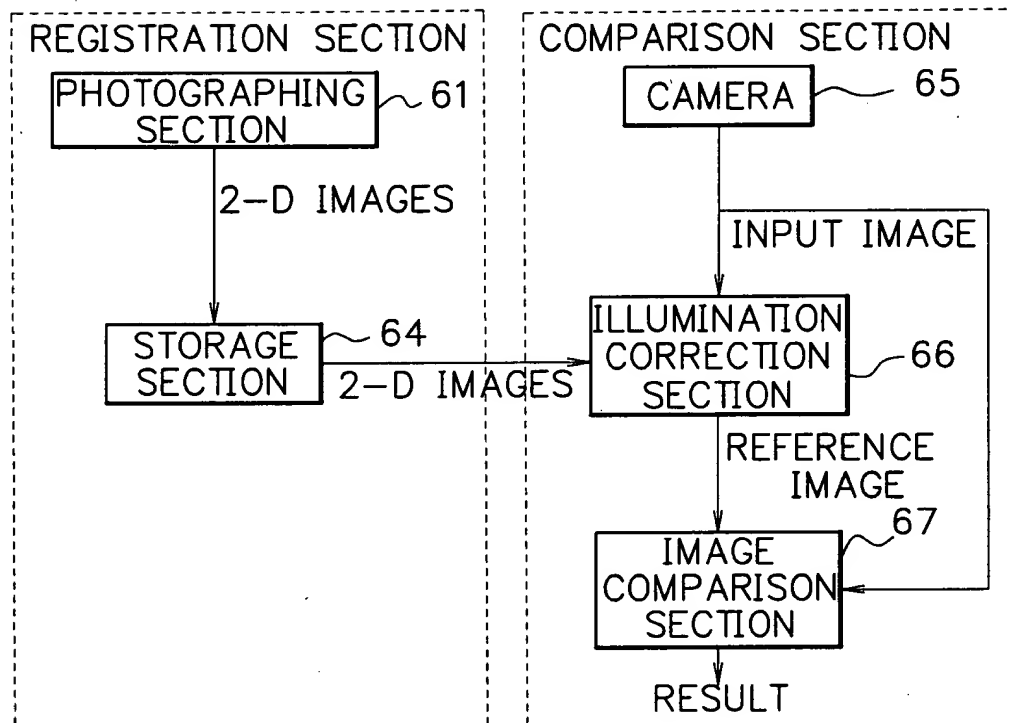 REGISTRATION SECTION
PHOTOGRAPHING
SECTION
61
2-D IMAGES
STORAGE
SECTION
64
2-D IMAGES
COMPARISON SECTION
CAMERA
65
INPUT IMAGE
ILLUMINATION
CORRECTION
SECTION
66
REFERENCE
IMAGE
IMAGE
COMPARISON
SECTION
67
RESULT